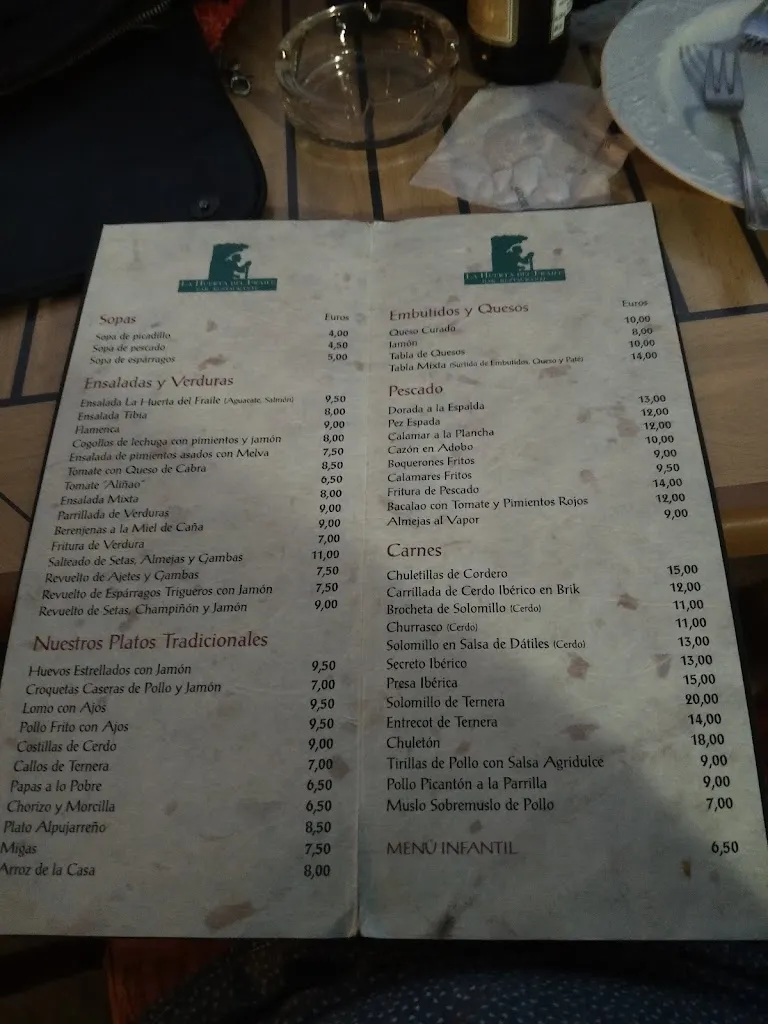 LA HUERTA DEL FRAILE
BAR RESTAURANTE
Sopas Euros
Sopa de picadillo 4,00
Sopa de pescado 4,50
Sopa de espárragos 5,00
Ensaladas y Verduras
Ensalada La Huerta del Fraile (Aguacate, Salmón) 9,50
Ensalada Tibia 8,00
Flamenca 9,00
Cogollos de lechuga con pimientos y jamón 8,00
Ensalada de pimientos asados con Melva 7,50
Tomate con Queso de Cabra 8,50
Tomate "Aliñao" 6,50
Ensalada Mixta 8,00
Parrillada de Verduras 9,00
Berenjenas a la Miel de Caña 9,00
Fritura de Verdura 7,00
Salteado de Setas, Almejas y Gambas 11,00
Revuelto de Ajetes y Gambas 7,50
Revuelto de Espárragos Trigueros con Jamón 7,50
Revuelto de Setas, Champiñón y Jamón 9,00
Nuestros Platos Tradicionales
Huevos Estrellados con Jamón 9,50
Croquetas Caseras de Pollo y Jamón 7,00
Lomo con Ajos 9,50
Pollo Frito con Ajos 9,50
Costillas de Cerdo 9,00
Callos de Ternera 7,00
Papas a lo Pobre 6,50
Chorizo y Morcilla 6,50
Plato Alpujarreño 8,50
Migas 7,50
Arroz de la Casa 8,00
LA HUERTA DEL FRAILE
BAR RESTAURANTE
Embutidos y Quesos Euros
Queso Curado 10,00
Jamón 8,00
Tabla de Quesos 10,00
Tabla Mixta (Surtida de Embutidos, Queso y Paté) 14,00
Pescado
Dorada a la Espalda 13,00
Pez Espada 12,00
Calamar a la Plancha 12,00
Cazón en Adobo 10,00
Boquerones Fritos 9,00
Calamares Fritos 9,50
Fritura de Pescado 14,00
Bacalao con Tomate y Pimientos Rojos 12,00
Almejas al Vapor 9,00
Carnes
Chuletillas de Cordero 15,00
Carrillada de Cerdo Ibérico en Brik 12,00
Brocheta de Solomillo (Cerdo) 11,00
Churrasco (Cerdo) 11,00
Solomillo en Salsa de Dátiles (Cerdo) 13,00
Secreto Ibérico 13,00
Presa Ibérica 15,00
Solomillo de Ternera 20,00
Entrecot de Ternera 14,00
Chuletón 18,00
Tirillas de Pollo con Salsa Agridulce 9,00
Pollo Picantón a la Parrilla 9,00
Muslo Sobremuslo de Pollo 7,00
MENÚ INFANTIL 6,50